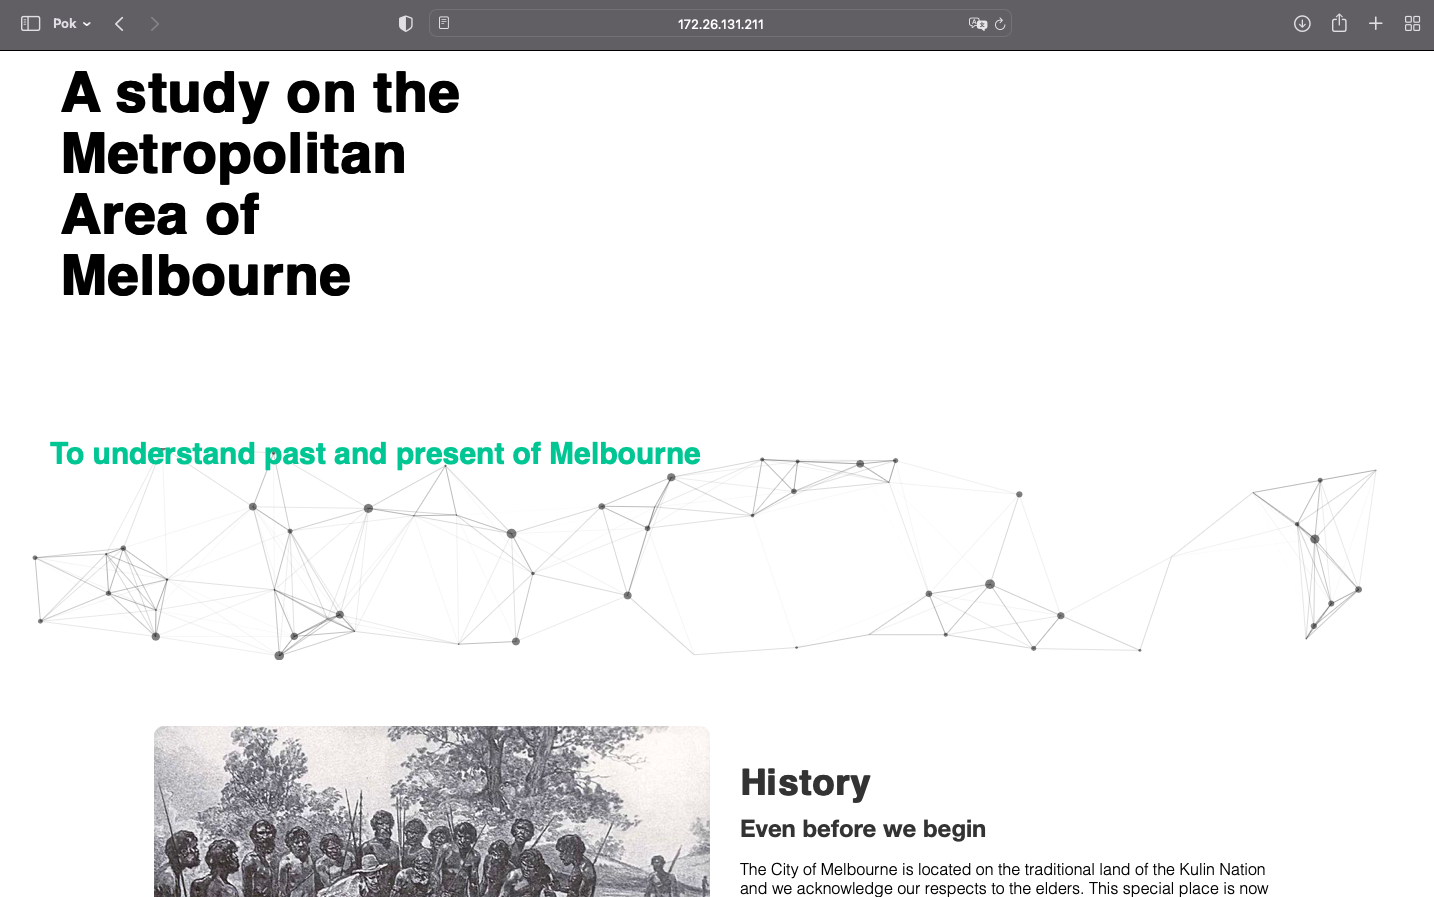 Pok
172.26.131.211
A study on the
Metropolitan
Area of
Melbourne
To understand past and present of Melbourne
History
Even before we begin
The City of Melbourne is located on the traditional land of the Kulin Nation
and we acknowledge our respects to the elders. This special place is now